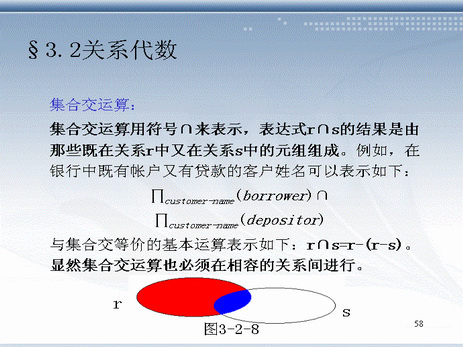 §3.2关系代数
集合交运算：
集合交运算用符号∩来表示，表达式r∩s的结果是由
那些既在关系r中又在关系s中的元组组成。例如，在
银行中既有帐户又有贷款的客户姓名可以表示如下：
∏customer-name(borrower)∩
∏customer-name(depositor)
与集合交等价的基本运算表示如下：r∩s=r-(r-s)。
显然集合交运算也必须在相容的关系间进行。
r
s
图3-2-8
58